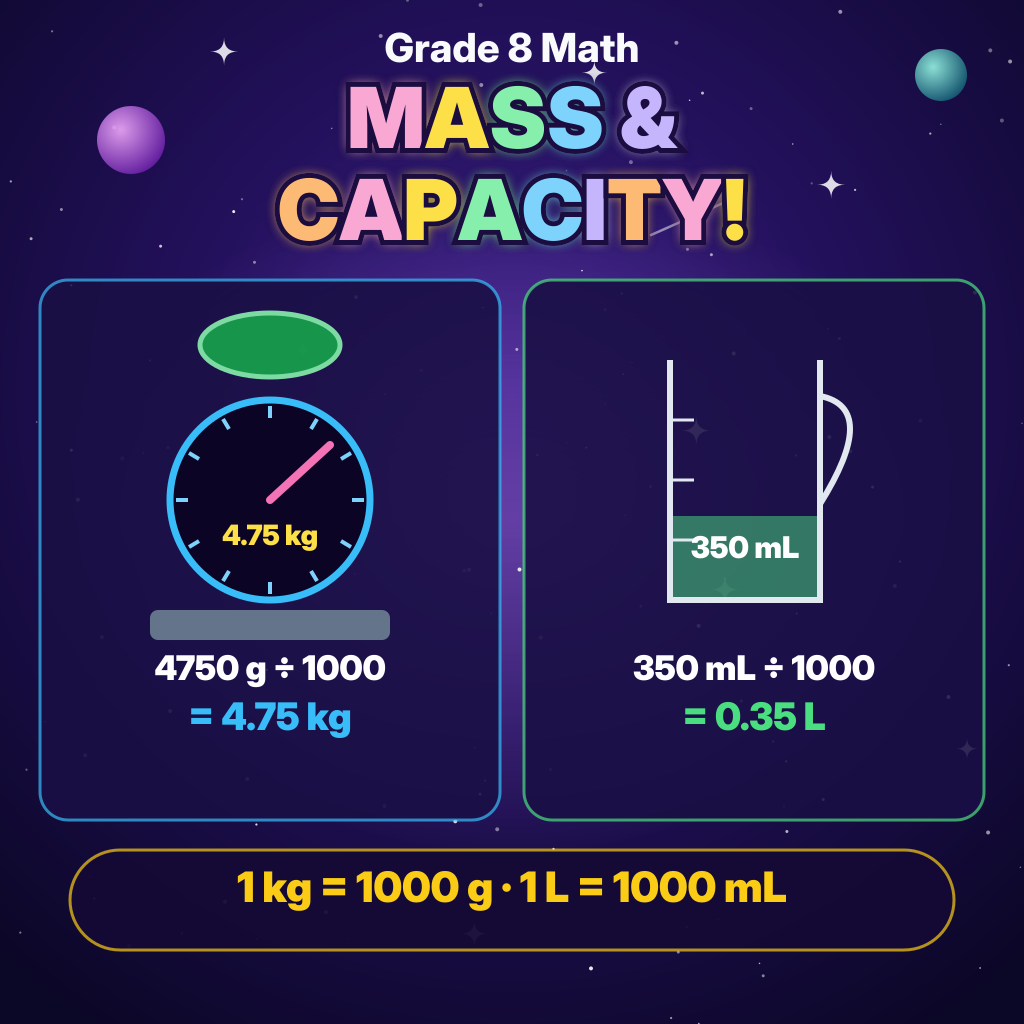 Grade 8 Math
MASS &
CAPACITY!
4.75 kg
4750 g ÷ 1000
= 4.75 kg
350 mL
350 mL ÷ 1000
= 0.35 L
1 kg = 1000 g · 1 L = 1000 mL